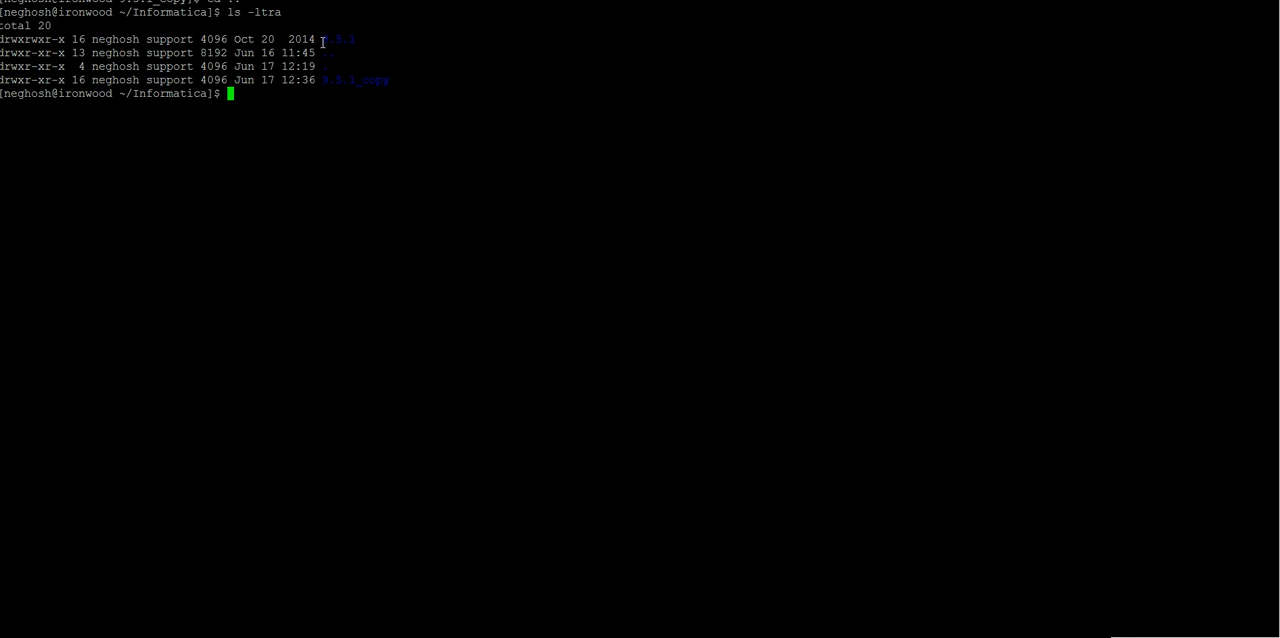 [neghosh@ironwood 9.5.1_copy]$ cd ..
[neghosh@ironwood ~/Informatica]$ ls -ltra
total 20
drwxrwxr-x 16 neghosh support 4096 Oct 20  2014 9.5.1
drwxr-xr-x 13 neghosh support 8192 Jun 16 11:45 ..
drwxr-xr-x  4 neghosh support 4096 Jun 17 12:19 .
drwxr-xr-x 16 neghosh support 4096 Jun 17 12:36 9.5.1_copy
[neghosh@ironwood ~/Informatica]$